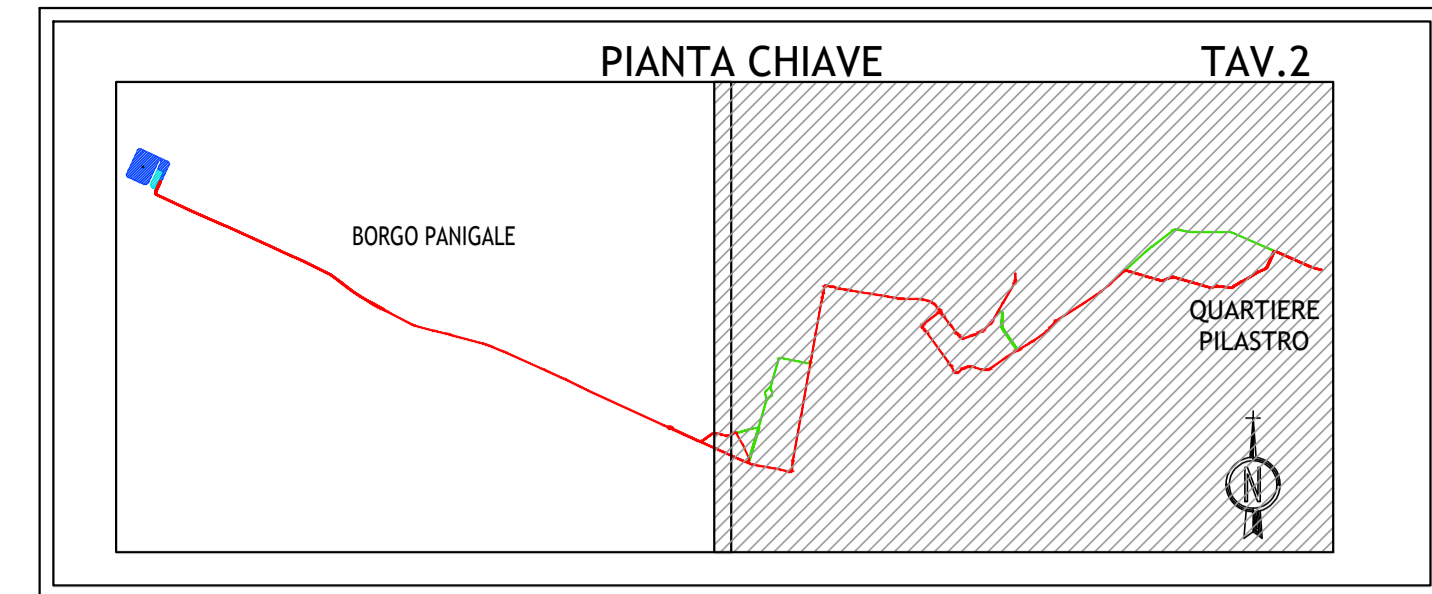 PIANTA CHIAVE
TAV.2
BORGO PANIGALE
QUARTIERE
PILASTRO
N